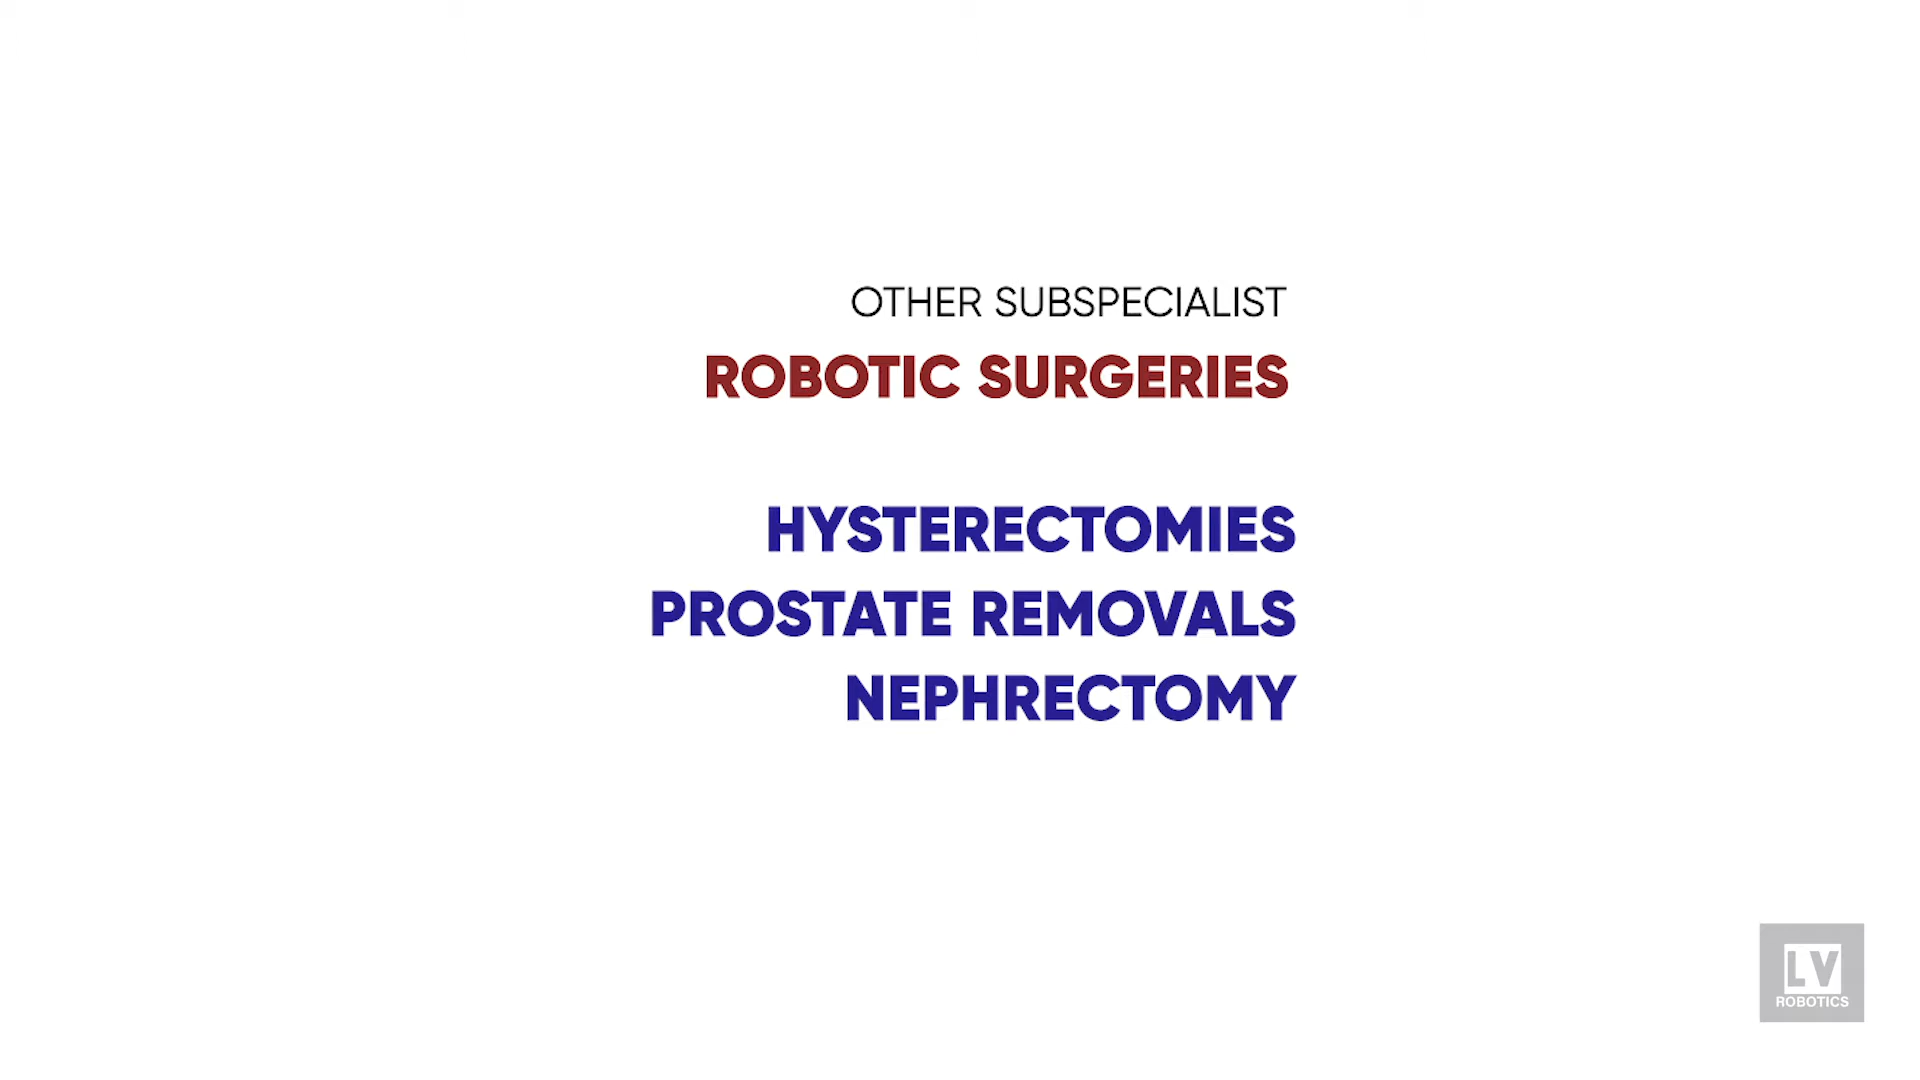 OTHER SUBSPECIALIST
ROBOTIC SURGERIES
HYSTERECTOMIES
PROSTATE REMOVALS
NEPHRECTOMY
LV
ROBOTICS